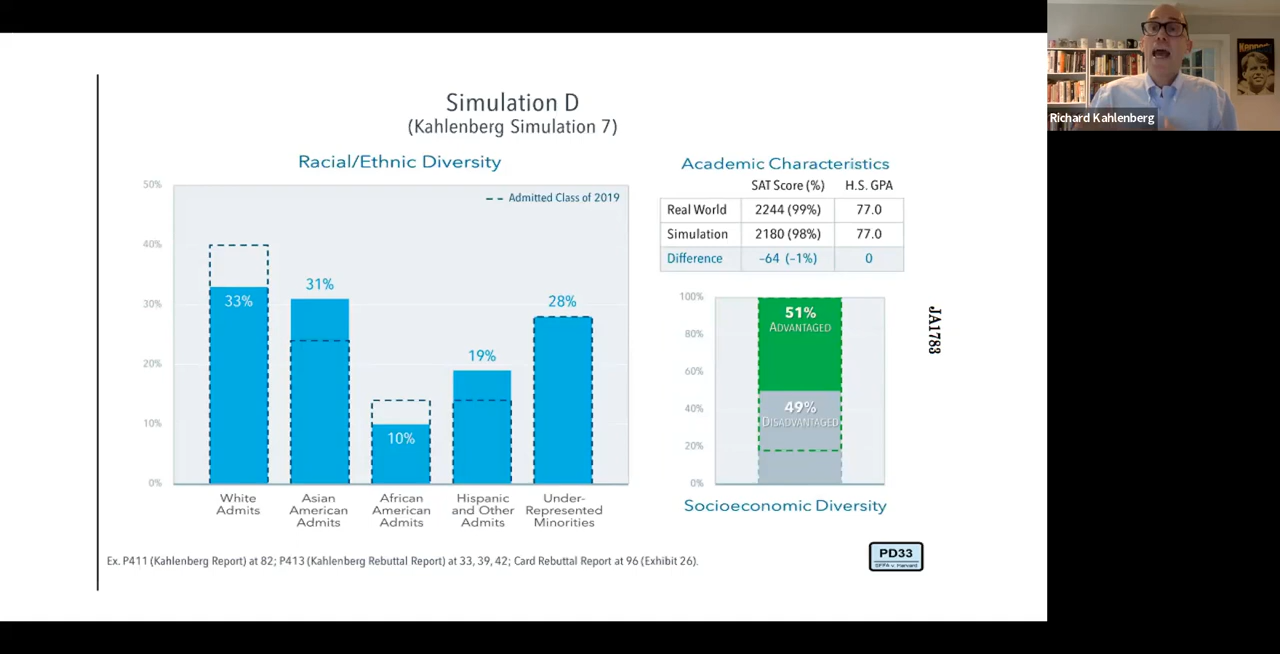 Simulation D
(Kahlenberg Simulation 7)
Racial/Ethnic Diversity
50%
40%
30%
20%
10%
0%
Admitted Class of 2019
33%
31%
10%
19%
28%
White
Admits
Asian
American
Admits
African
American
Admits
Hispanic
and Other
Admits
Under-
Represented
Minorities
Academic Characteristics
SAT Score (%) H.S. GPA
Real World 2244 (99%) 77.0
Simulation 2180 (98%) 77.0
Difference –64 (–1%) 0
100%
80%
60%
40%
20%
0%
51%
ADVANTAGED
49%
DISADVANTAGED
Socioeconomic Diversity
JA1783
Ex. P411 (Kahlenberg Report) at 82; P413 (Kahlenberg Rebuttal Report) at 33, 39, 42; Card Rebuttal Report at 96 (Exhibit 26).
PD33
SFFA v. Harvard
Richard Kahlenberg